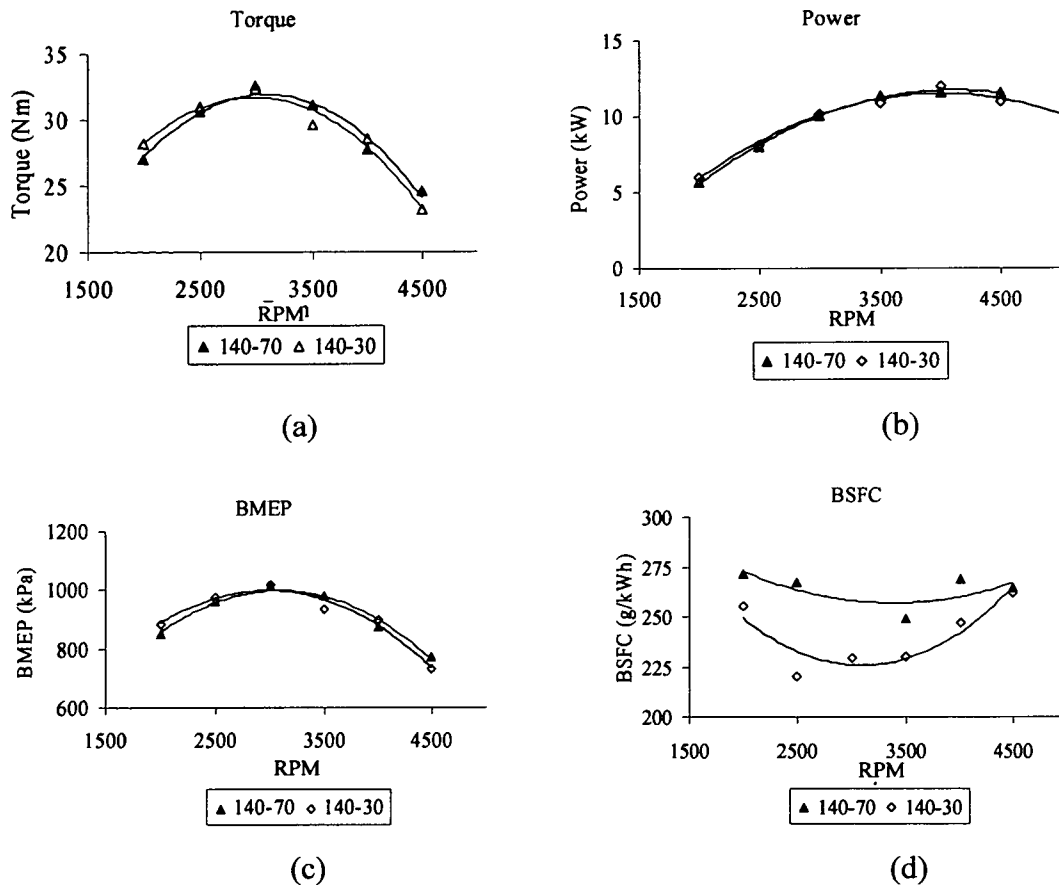 Torque
Torque (Nm)
35
30
25
20
1500 2500 3500 4500
RPM
▲ 140-70 △ 140-30
(a)
Power
Power (kW)
15
10
5
0
1500 2500 3500 4500
RPM
▲ 140-70 ◇ 140-30
(b)
BMEP
BMEP (kPa)
1200
1000
800
600
1500 2500 3500 4500
RPM
▲ 140-70 ◇ 140-30
(c)
BSFC
BSFC (g/kWh)
300
275
250
225
200
1500 2500 3500 4500
RPM
▲ 140-70 ◇ 140-30
(d)